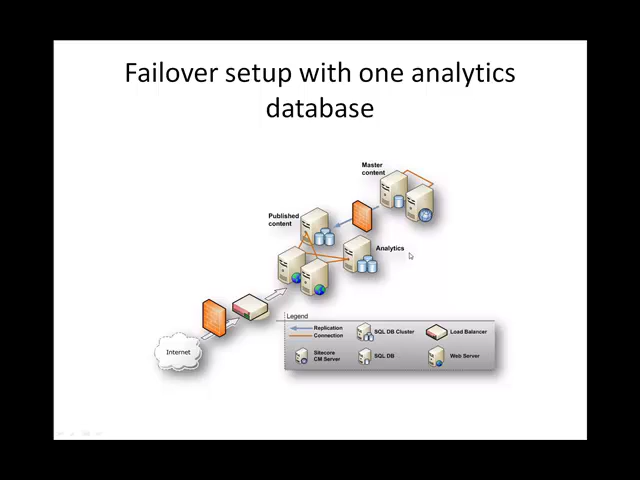 Failover setup with one analytics
database
Master
content
Published
content
Analytics
Internet
Legend
Replication
Connection
SQL DB Cluster
Load Balancer
Sitecore
CM Server
SQL DB
Web Server